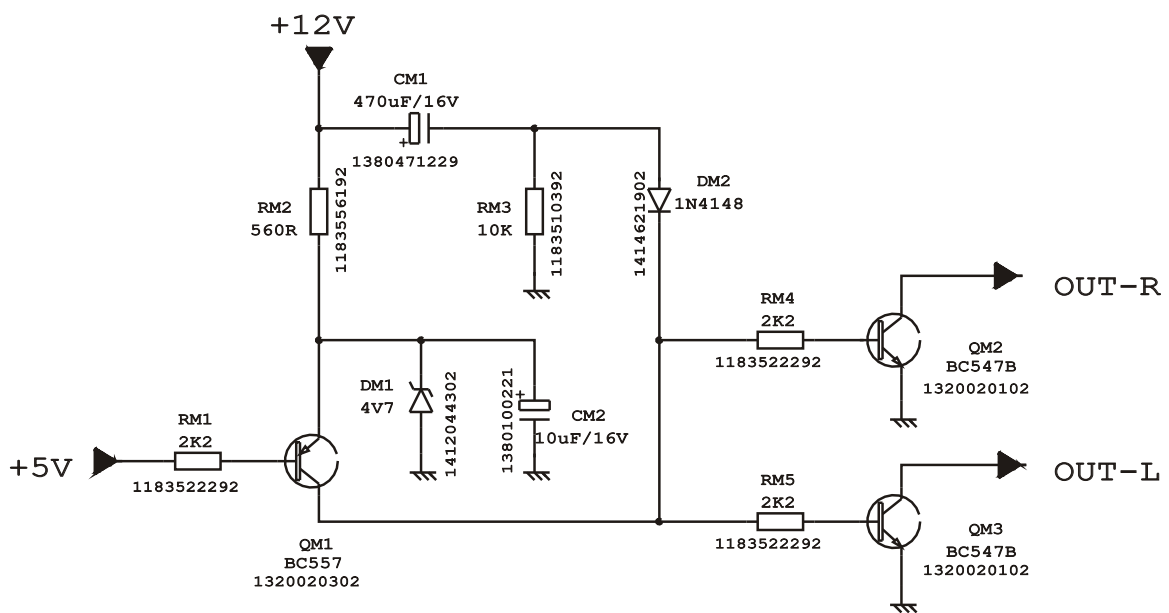 +12V
CM1
470uF/16V
+
1380471229
RM2
560R
1183556192
RM3
10K
1183510392
1414621902
DM2
1N4148
RM4
2K2
1183522292
OUT-R
QM2
BC547B
1320020102
DM1
4V7
1412044302
1380100221
+
CM2
10uF/16V
+5V
RM1
2K2
1183522292
QM1
BC557
1320020302
RM5
2K2
1183522292
OUT-L
QM3
BC547B
1320020102